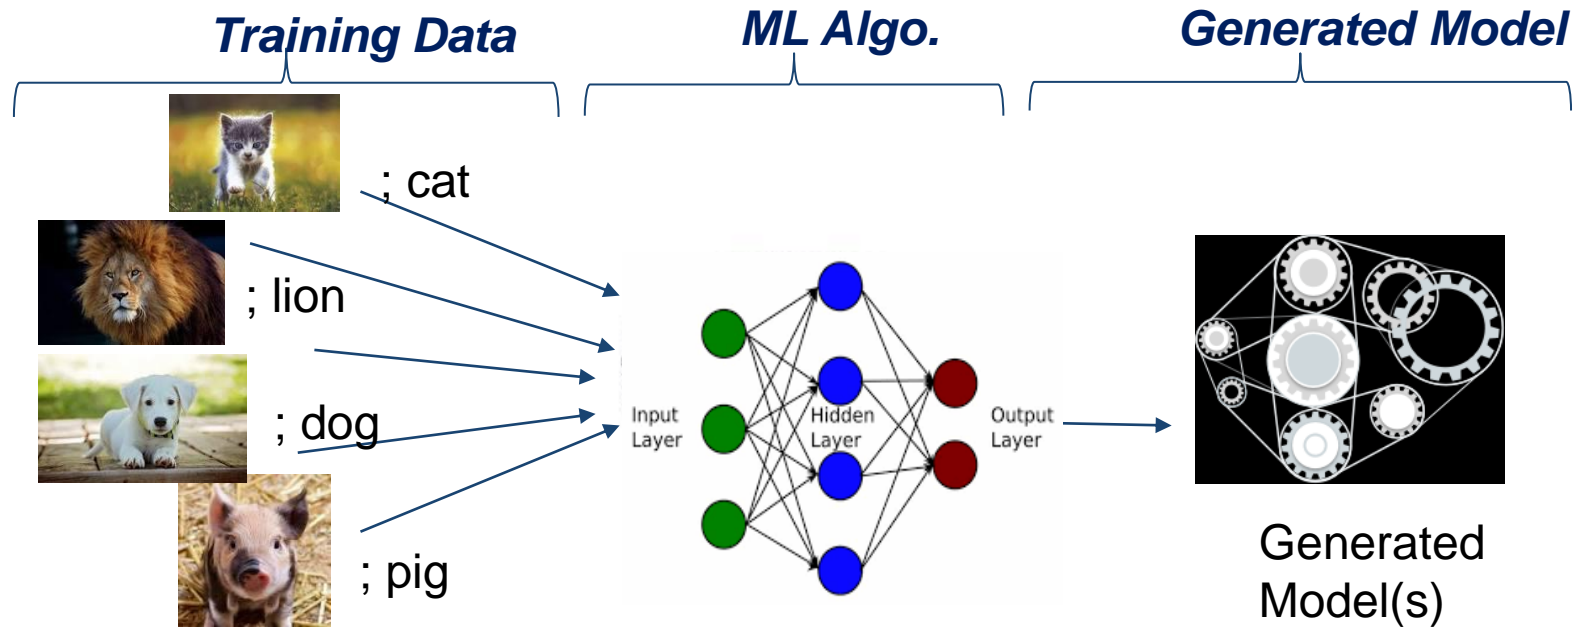 Training Data
ML Algo.
Generated Model
; cat
; lion
; dog
; pig
Input
Layer
Hidden
Layer
Output
Layer
Generated
Model(s)